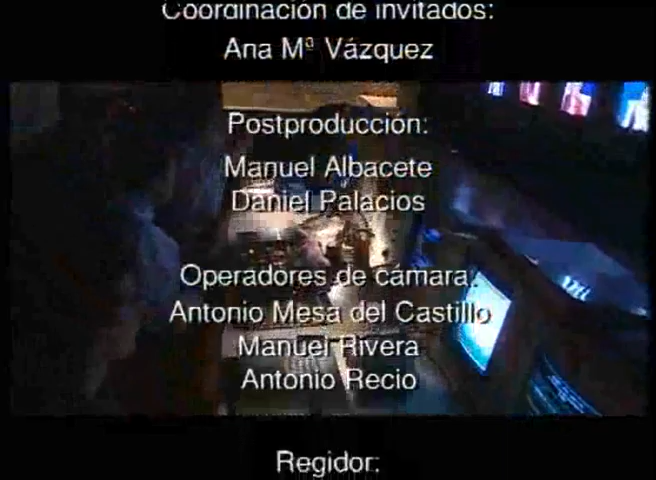 Coordinación de invitados:
Ana Mª Vázquez
Postproducción:
Manuel Albacete
Daniel Palacios
Operadores de cámara:
Antonio Mesa del Castillo
Manuel Rivera
Antonio Recio
Regidor: